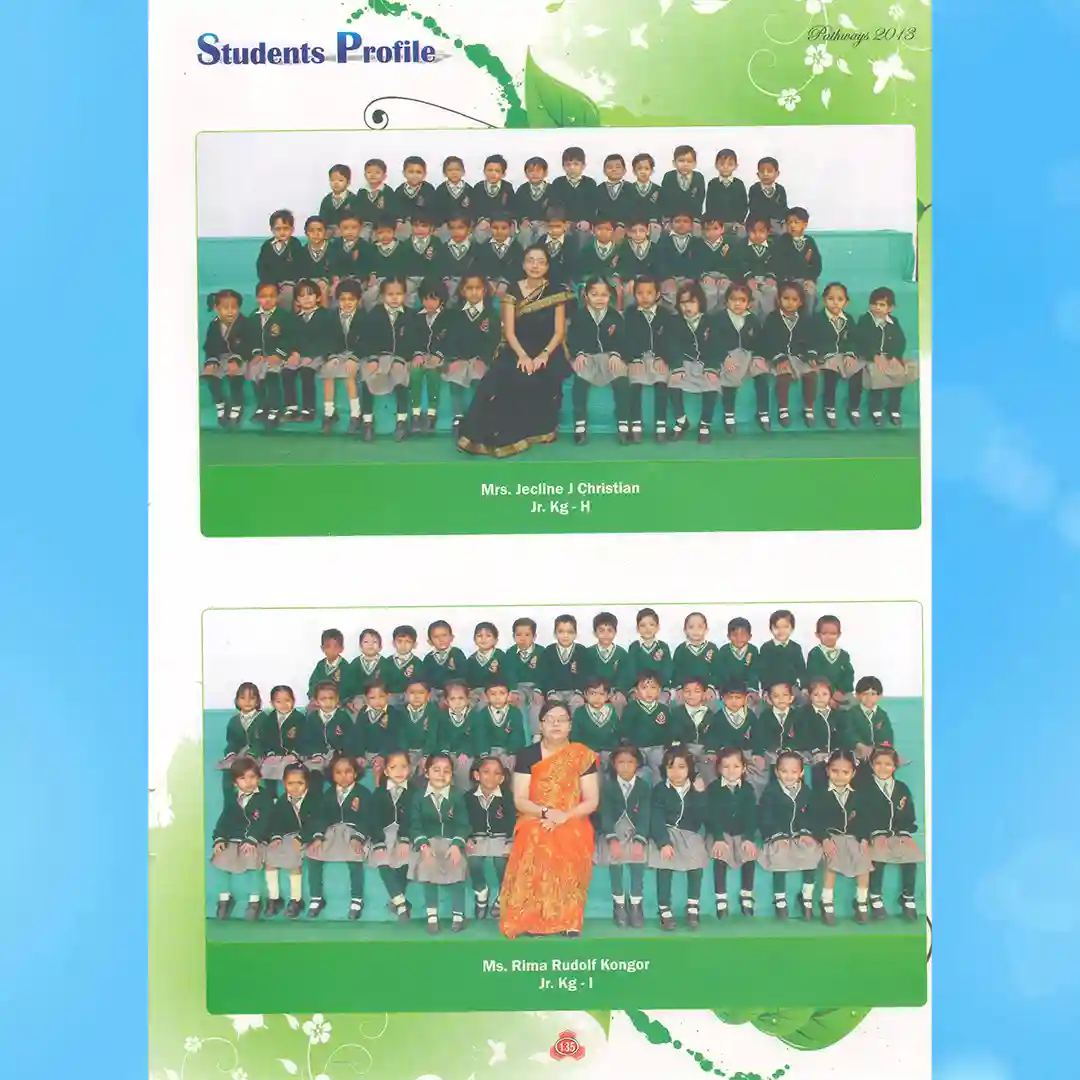 Students Profile
Pathways 2013
Mrs. Jecline J Christian
Jr. Kg - H
Ms. Rima Rudolf Kongor
Jr. Kg - I
135